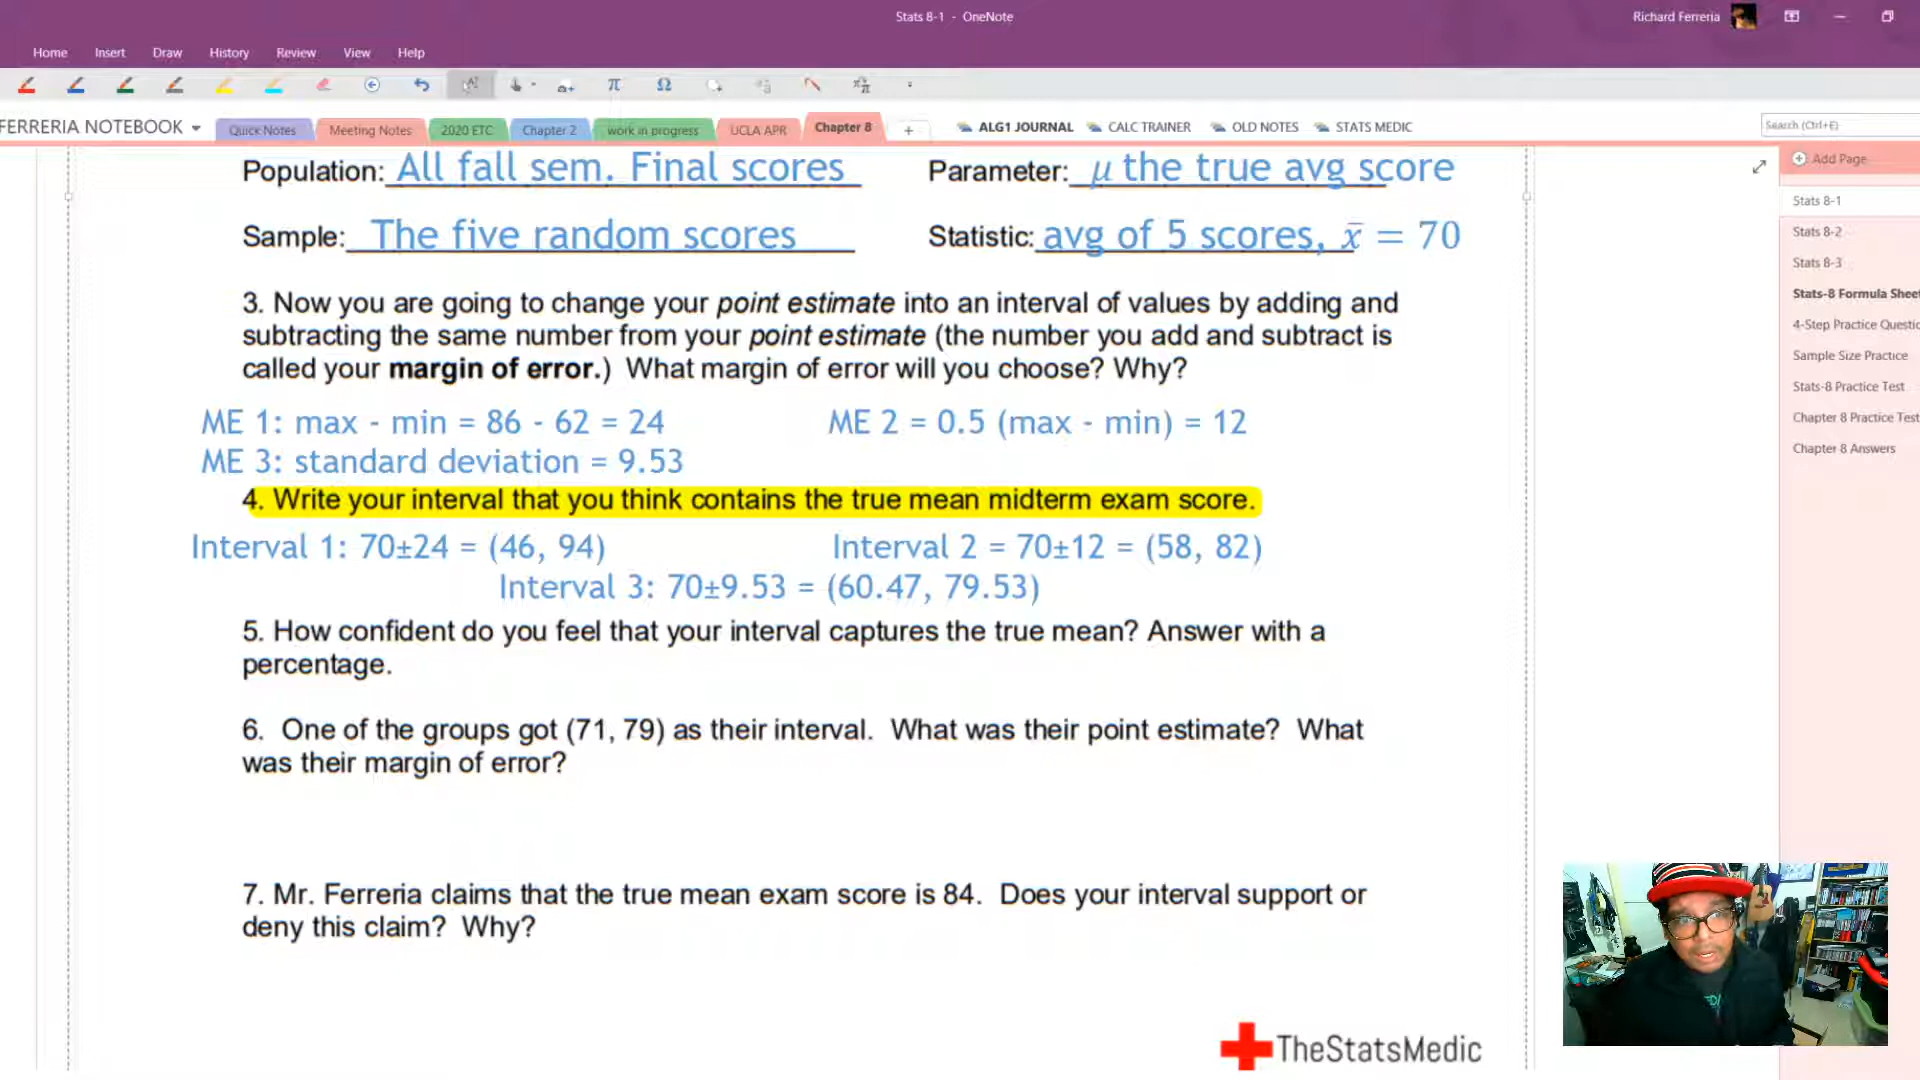 Stats 8-1 - OneNote
Richard Ferreria
Home Insert Draw History Review View Help
FERRERIA NOTEBOOK
Quick Notes Meeting Notes 2020 ETC Chapter 2 work in progress UCLA APR Chapter 8 +
ALG1 JOURNAL CALC TRAINER OLD NOTES STATS MEDIC
Search (Ctrl+E)
Add Page
Stats 8-1
Stats 8-2
Stats 8-3
Stats-8 Formula Sheet
4-Step Practice Questio
Sample Size Practice
Stats-8 Practice Test
Chapter 8 Practice Test
Chapter 8 Answers
Population: All fall sem. Final scores
Parameter: μ the true avg score
Sample: The five random scores
Statistic: avg of 5 scores, x̄ = 70
3. Now you are going to change your point estimate into an interval of values by adding and
subtracting the same number from your point estimate (the number you add and subtract is
called your margin of error.) What margin of error will you choose? Why?
ME 1: max - min = 86 - 62 = 24
ME 2 = 0.5 (max - min) = 12
ME 3: standard deviation = 9.53
4. Write your interval that you think contains the true mean midterm exam score.
Interval 1: 70±24 = (46, 94)
Interval 2 = 70±12 = (58, 82)
Interval 3: 70±9.53 = (60.47, 79.53)
5. How confident do you feel that your interval captures the true mean? Answer with a
percentage.
6. One of the groups got (71, 79) as their interval. What was their point estimate? What
was their margin of error?
7. Mr. Ferreria claims that the true mean exam score is 84. Does your interval support or
deny this claim? Why?
TheStatsMedic